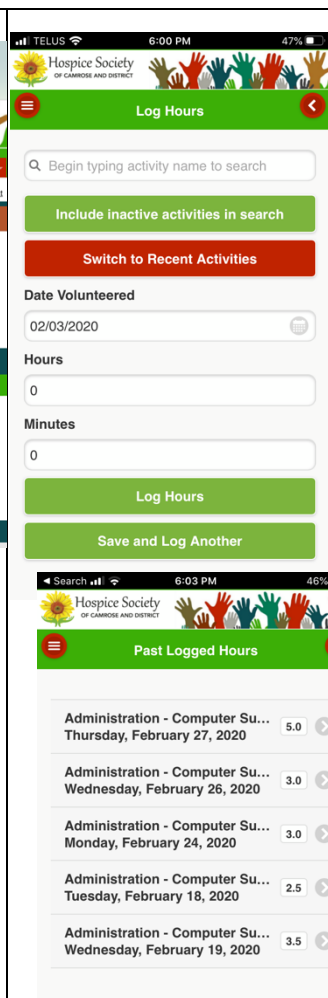 TELUS 6:00 PM 47%
Hospice Society
OF CAMROSE AND DISTRICT
Log Hours
Begin typing activity name to search
Include inactive activities in search
Switch to Recent Activities
Date Volunteered
02/03/2020
Hours
0
Minutes
0
Log Hours
Save and Log Another
Search 6:03 PM 46%
Hospice Society
OF CAMROSE AND DISTRICT
Past Logged Hours
Administration - Computer Su... 5.0
Thursday, February 27, 2020
Administration - Computer Su... 3.0
Wednesday, February 26, 2020
Administration - Computer Su... 3.0
Monday, February 24, 2020
Administration - Computer Su... 2.5
Tuesday, February 18, 2020
Administration - Computer Su... 3.5
Wednesday, February 19, 2020